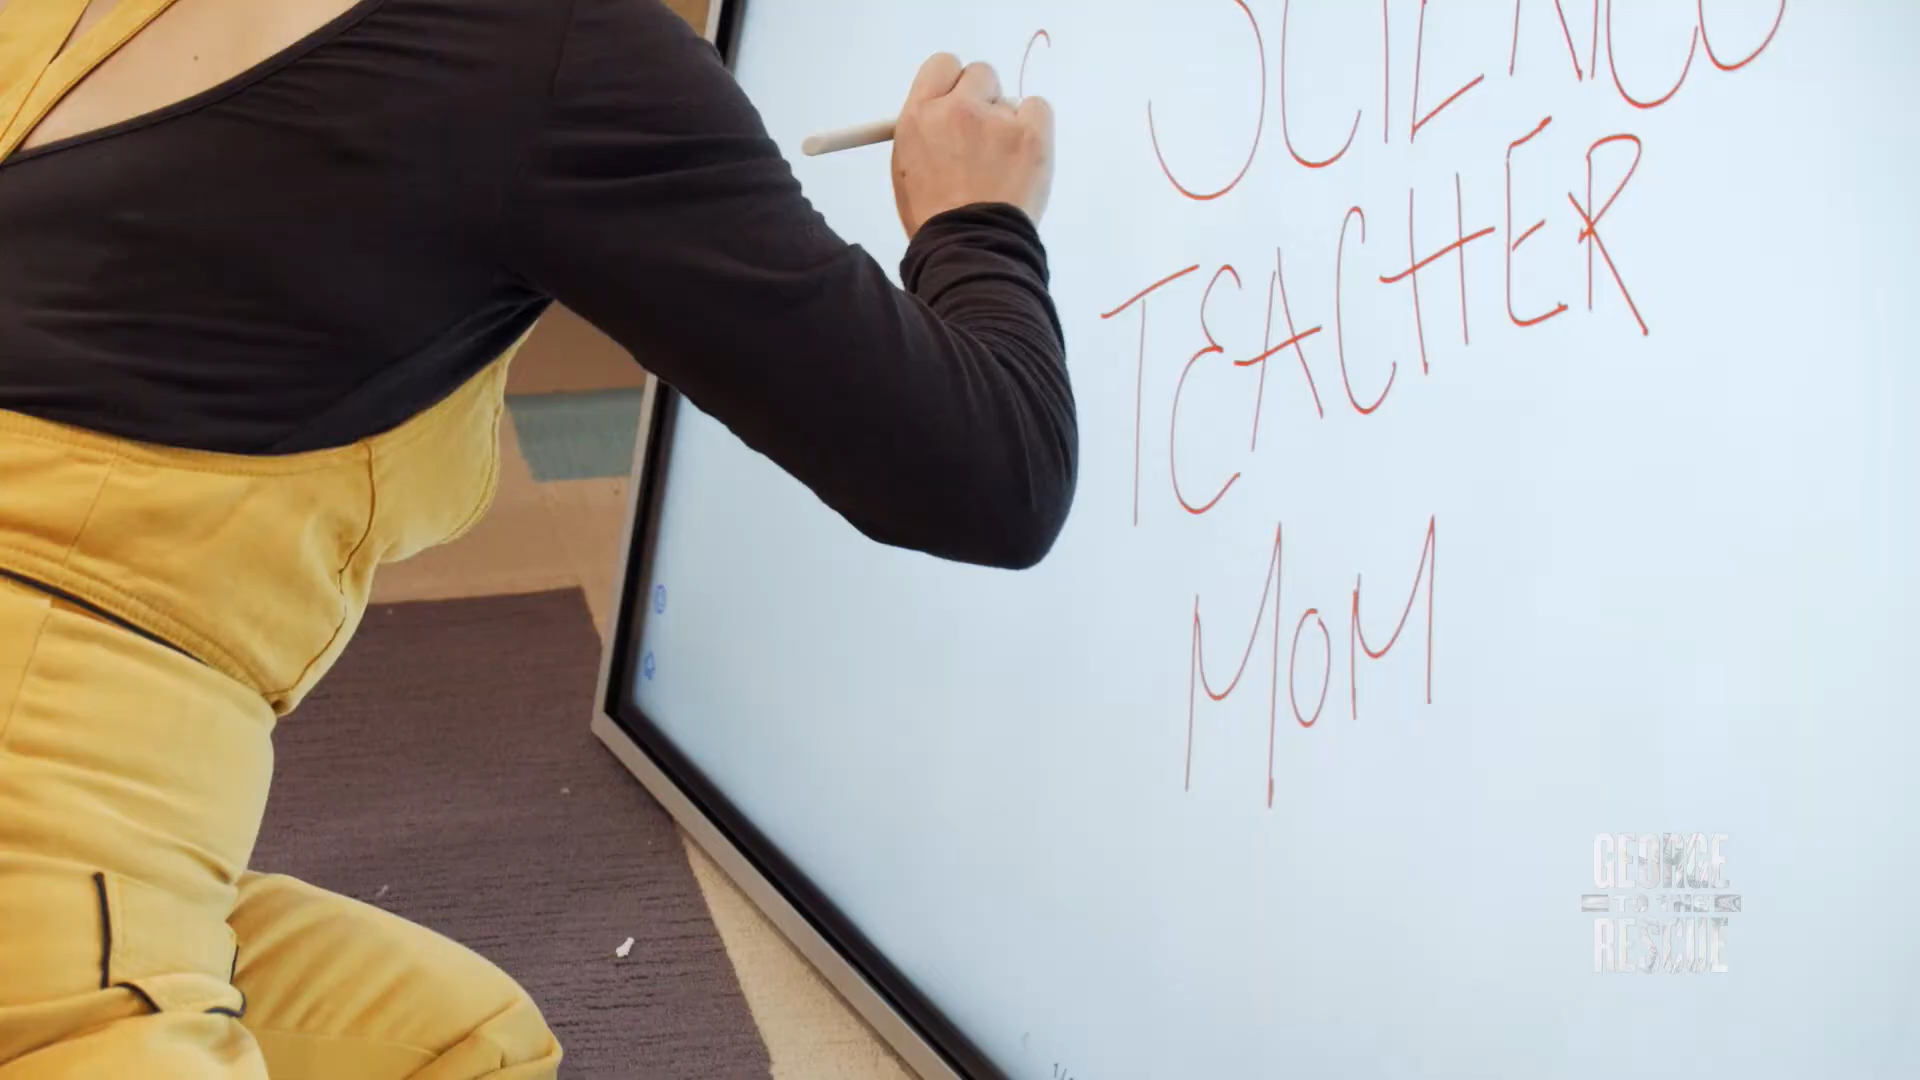 SCIENCE
TEACHER
MOM
GEORGE
TO THE
RESCUE